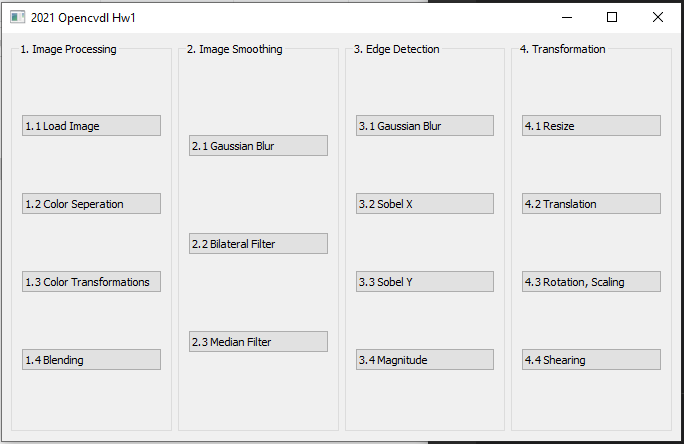 2021 Opencvdl Hw1
1. Image Processing
1.1 Load Image
1.2 Color Seperation
1.3 Color Transformations
1.4 Blending
2. Image Smoothing
2.1 Gaussian Blur
2.2 Bilateral Filter
2.3 Median Filter
3. Edge Detection
3.1 Gaussian Blur
3.2 Sobel X
3.3 Sobel Y
3.4 Magnitude
4. Transformation
4.1 Resize
4.2 Translation
4.3 Rotation, Scaling
4.4 Shearing